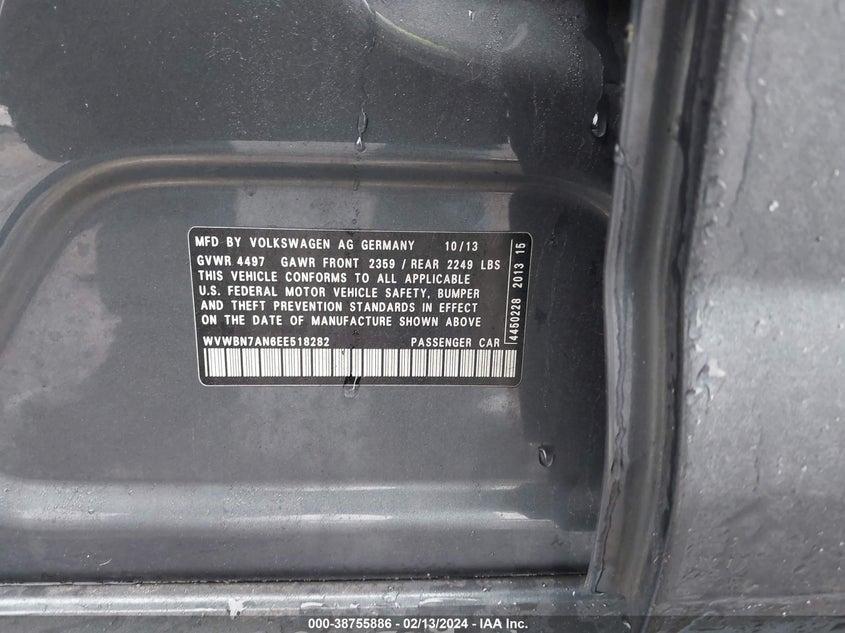 MFD BY VOLKSWAGEN AG GERMANY 10/13
GVWR 4497 GAWR FRONT 2359 / REAR 2249 LBS
THIS VEHICLE CONFORMS TO ALL APPLICABLE
U.S. FEDERAL MOTOR VEHICLE SAFETY, BUMPER
AND THEFT PREVENTION STANDARDS IN EFFECT
ON THE DATE OF MANUFACTURE SHOWN ABOVE
WVWBN7AN6EE518282 PASSENGER CAR
4450228 2013 15
000-38755886 - 02/13/2024 - IAA Inc.